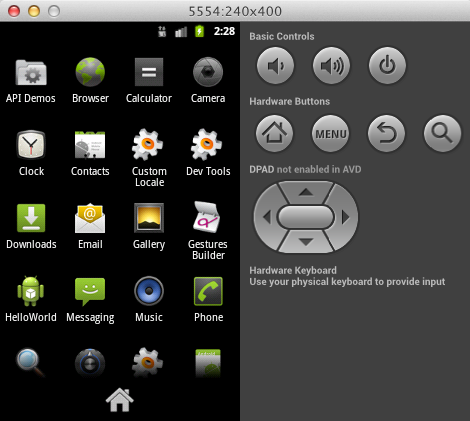 5554:240x400
2:28
API Demos
Browser
Calculator
Camera
Clock
Contacts
Custom
Locale
Dev Tools
Downloads
Email
Gallery
Gestures
Builder
HelloWorld
Messaging
Music
Phone
Basic Controls
Hardware Buttons
MENU
DPAD not enabled in AVD
Hardware Keyboard
Use your physical keyboard to provide input